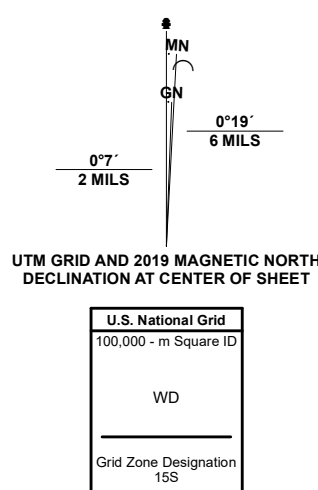 MN
GN
0°19´
6 MILS
0°7´
2 MILS
UTM GRID AND 2019 MAGNETIC NORTH
DECLINATION AT CENTER OF SHEET
U.S. National Grid
100,000 - m Square ID
WD
Grid Zone Designation
15S